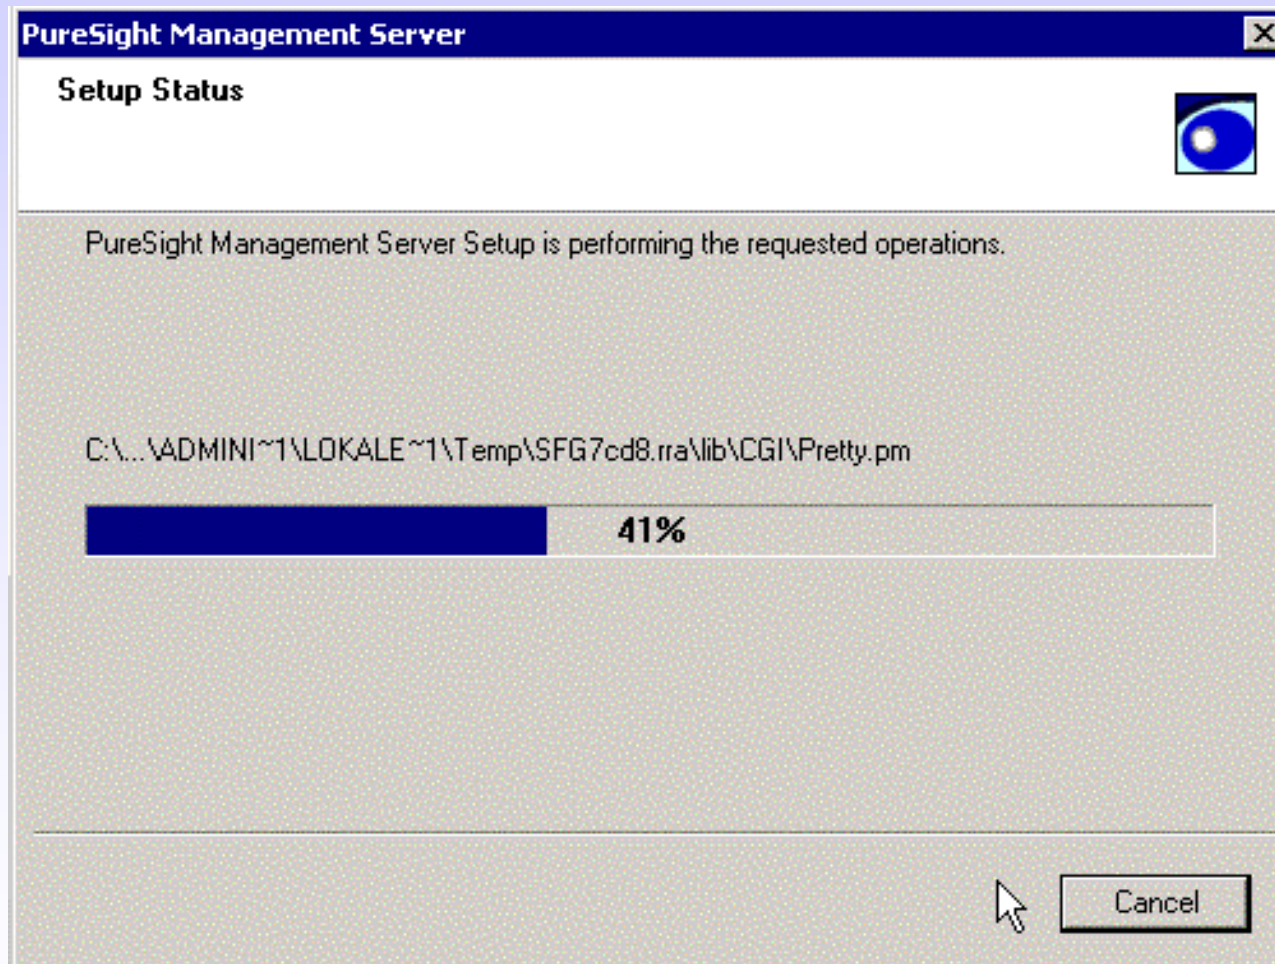 PureSight Management Server
Setup Status
PureSight Management Server Setup is performing the requested operations.
C:\...\ADMINI~1\LOKALE~1\Temp\SFG7cd8.rra\lib\CGI\Pretty.pm
41%
Cancel